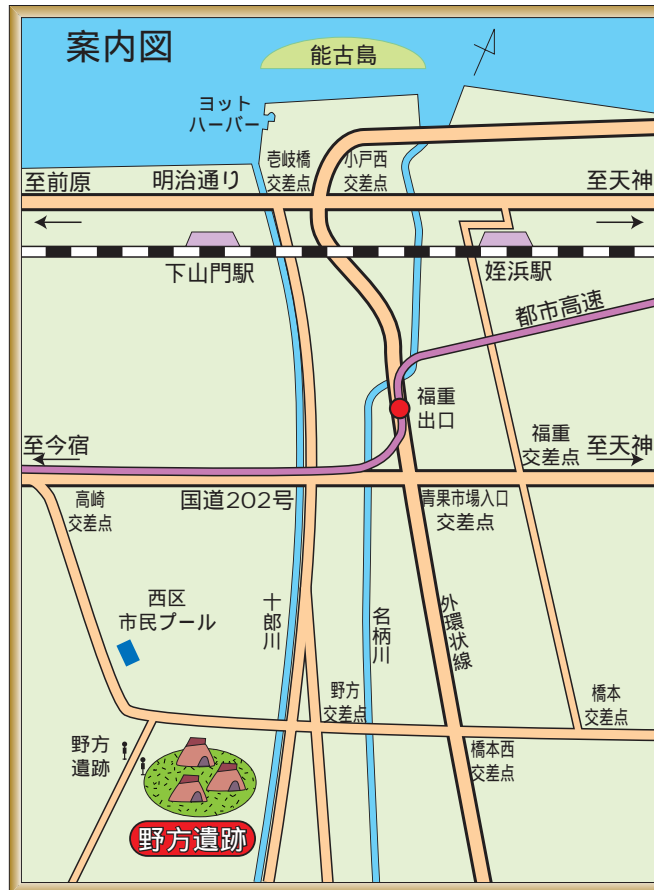 案内図
能古島
ヨット
ハーバー
壱岐橋
交差点
小戸西
交差点
至前原
明治通り
至天神
下山門駅
姪浜駅
都市高速
福重
出口
福重
交差点
至今宿
至天神
高崎
交差点
国道202号
青果市場入口
交差点
西区
市民プール
十郎川
名柄川
外環状線
野方
交差点
橋本
交差点
野方
遺跡
橋本西
交差点
野方遺跡